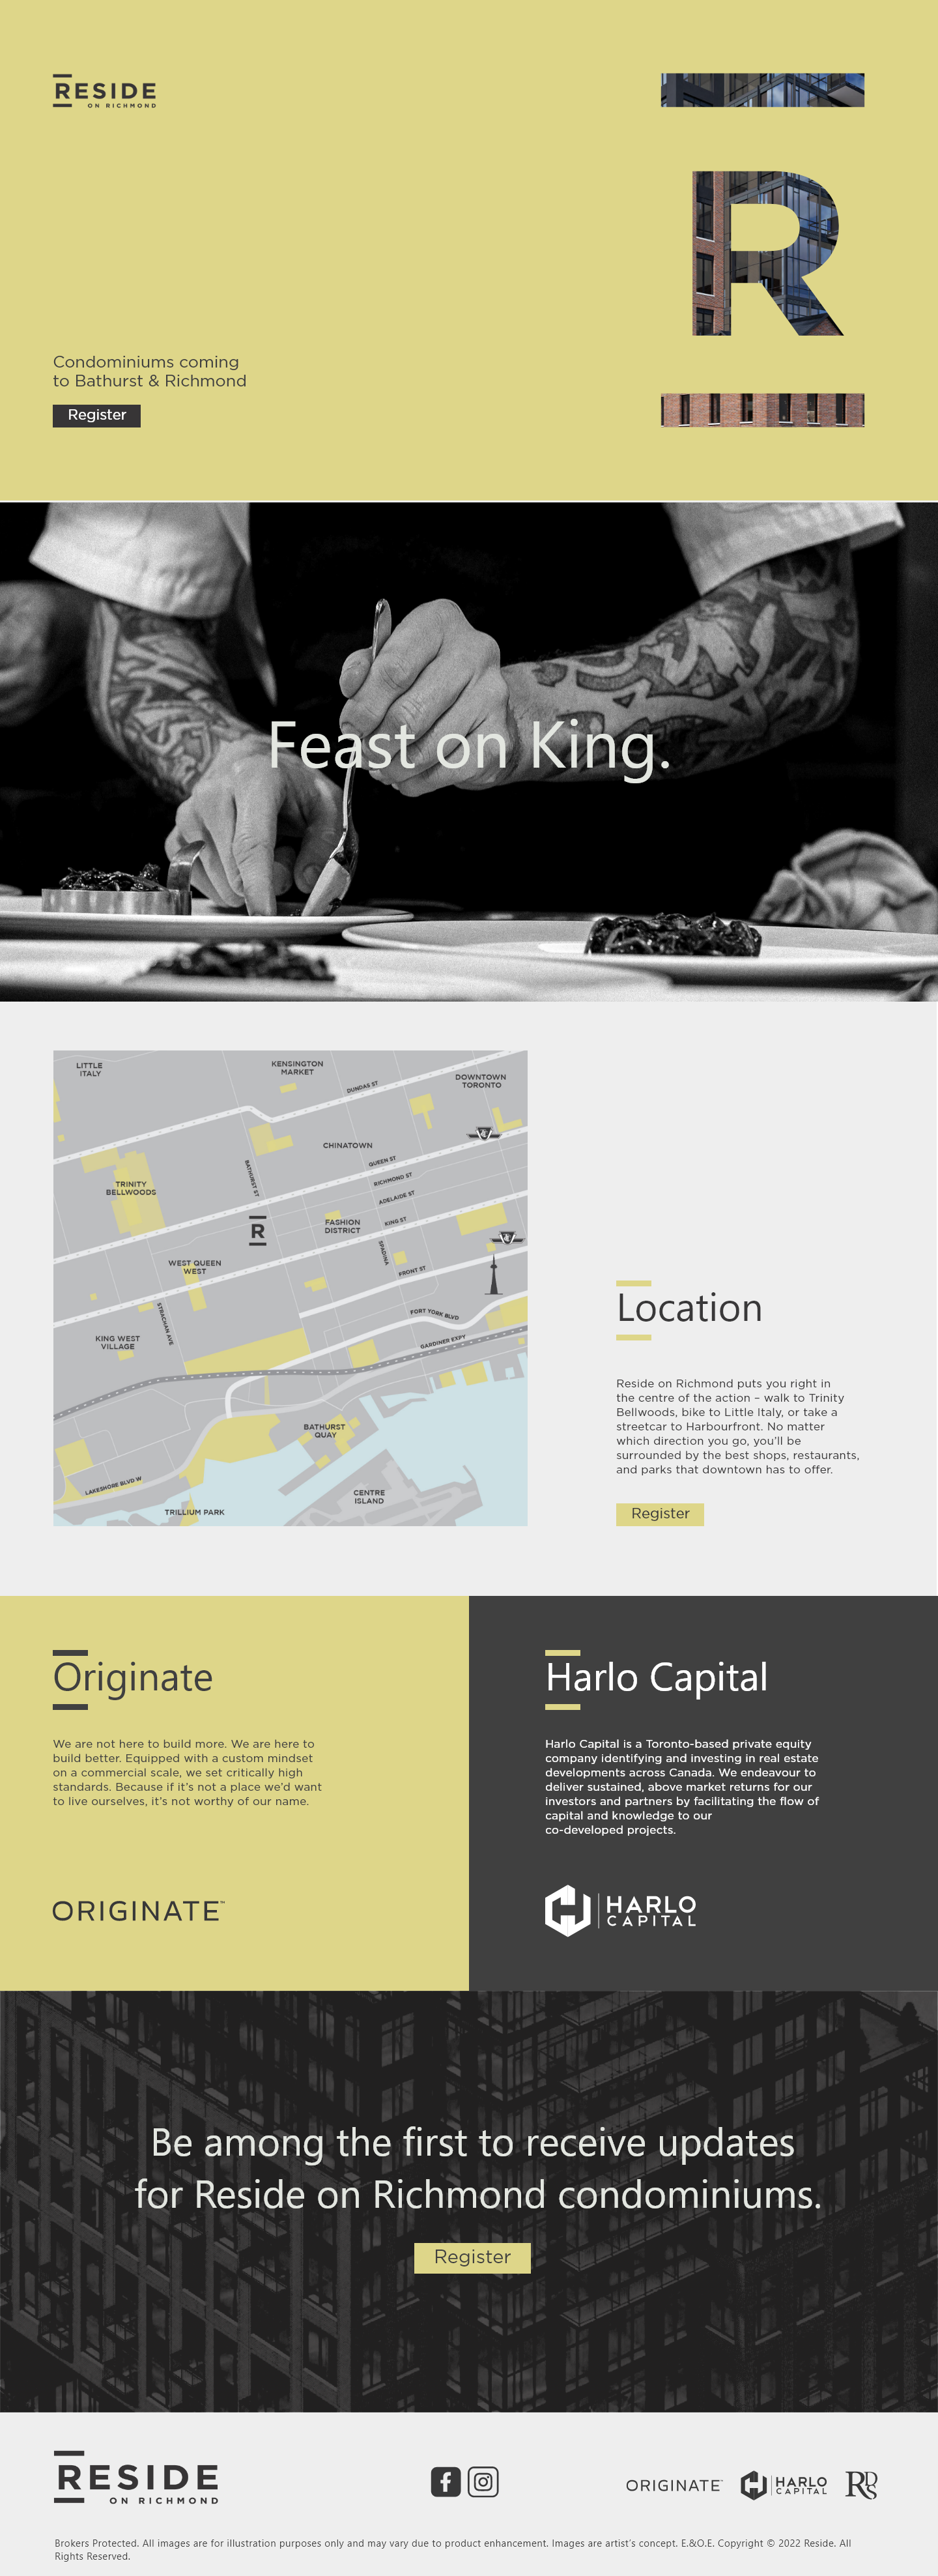 RESIDE
ON RICHMOND
R
Condominiums coming
to Bathurst & Richmond
Register
Feast on King.
LITTLE
ITALY
KENSINGTON
MARKET
DOWNTOWN
TORONTO
DUNDAS ST
CHINATOWN
QUEEN ST
RICHMOND ST
ADELAIDE ST
KING ST
BATHURST ST
TRINITY
BELLWOODS
R
FASHION
DISTRICT
SPADINA
FRONT ST
WEST QUEEN
WEST
STRACHAN AVE
FORT YORK BLVD
GARDINER EXPY
KING WEST
VILLAGE
BATHURST
QUAY
LAKESHORE BLVD W
CENTRE
ISLAND
TRILLIUM PARK
Location
Reside on Richmond puts you right in
the centre of the action – walk to Trinity
Bellwoods, bike to Little Italy, or take a
streetcar to Harbourfront. No matter
which direction you go, you’ll be
surrounded by the best shops, restaurants,
and parks that downtown has to offer.
Register
Originate
We are not here to build more. We are here to
build better. Equipped with a custom mindset
on a commercial scale, we set critically high
standards. Because if it’s not a place we’d want
to live ourselves, it’s not worthy of our name.
ORIGINATE™
Harlo Capital
Harlo Capital is a Toronto-based private equity
company identifying and investing in real estate
developments across Canada. We endeavour to
deliver sustained, above market returns for our
investors and partners by facilitating the flow of
capital and knowledge to our
co-developed projects.
HARLO
CAPITAL
Be among the first to receive updates
for Reside on Richmond condominiums.
Register
RESIDE
ON RICHMOND
ORIGINATE™
HARLO
CAPITAL
RDS
Brokers Protected. All images are for illustration purposes only and may vary due to product enhancement. Images are artist’s concept. E.&O.E. Copyright © 2022 Reside. All
Rights Reserved.